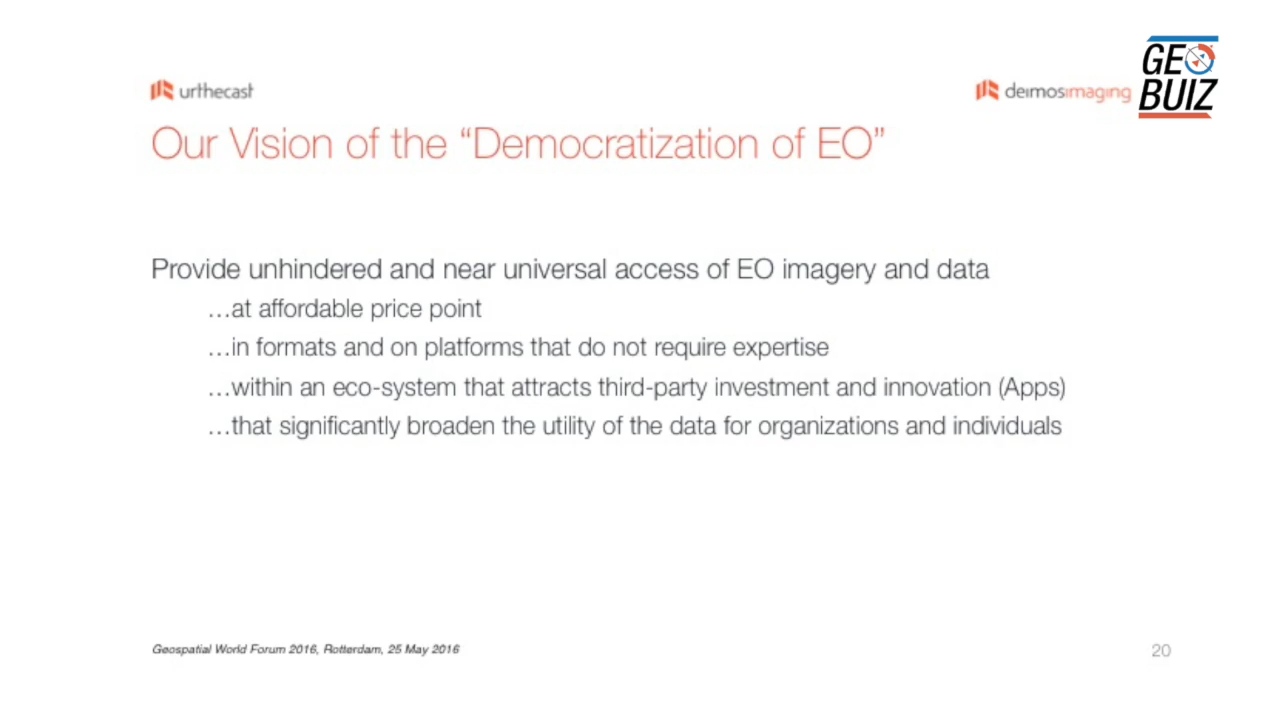 urthecast
deimosimaging
GEO
BUIZ
Our Vision of the “Democratization of EO”
Provide unhindered and near universal access of EO imagery and data
…at affordable price point
…in formats and on platforms that do not require expertise
…within an eco-system that attracts third-party investment and innovation (Apps)
…that significantly broaden the utility of the data for organizations and individuals
Geospatial World Forum 2016, Rotterdam, 25 May 2016
20